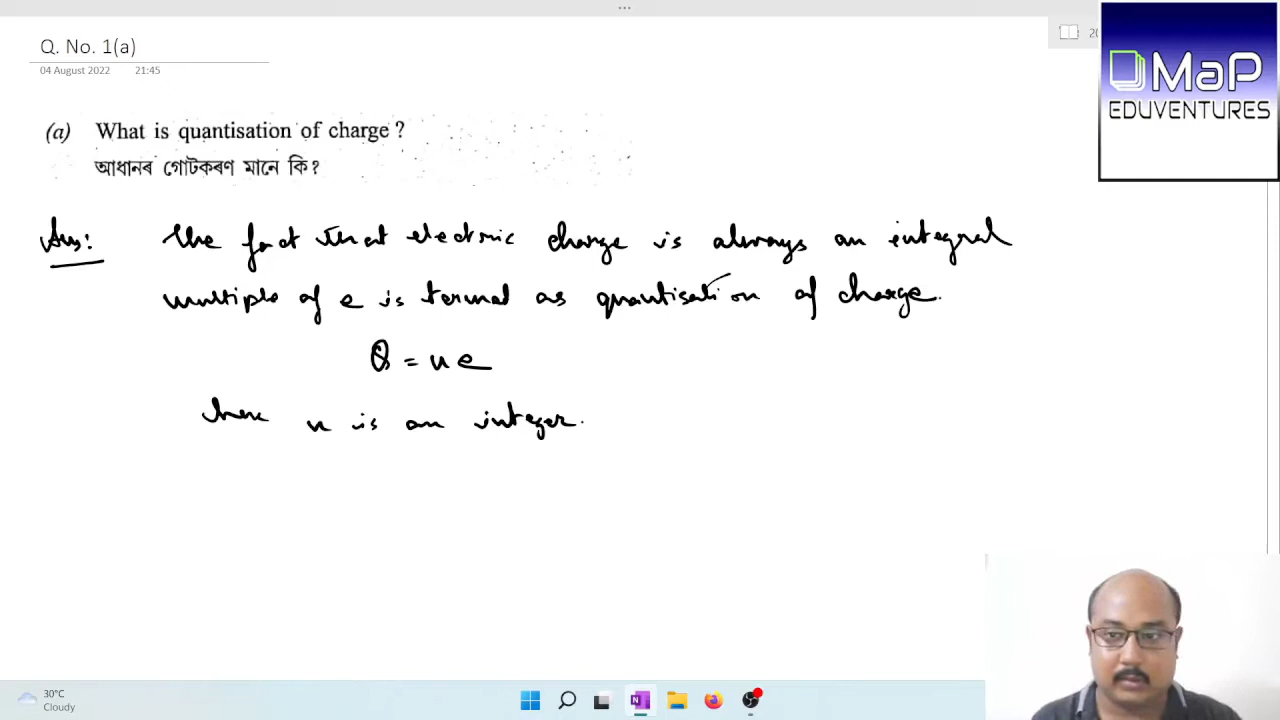 Q. No. 1(a)
04 August 2022 21:45
MaP
EDUVENTURES
(a) What is quantisation of charge ?
আধানৰ গোটকৰণ মানে কি?
Ans: The fact that electric charge is always an integral
multiple of e is termed as quantisation of charge.
Q = ne
here n is an integer.
30°C
Cloudy